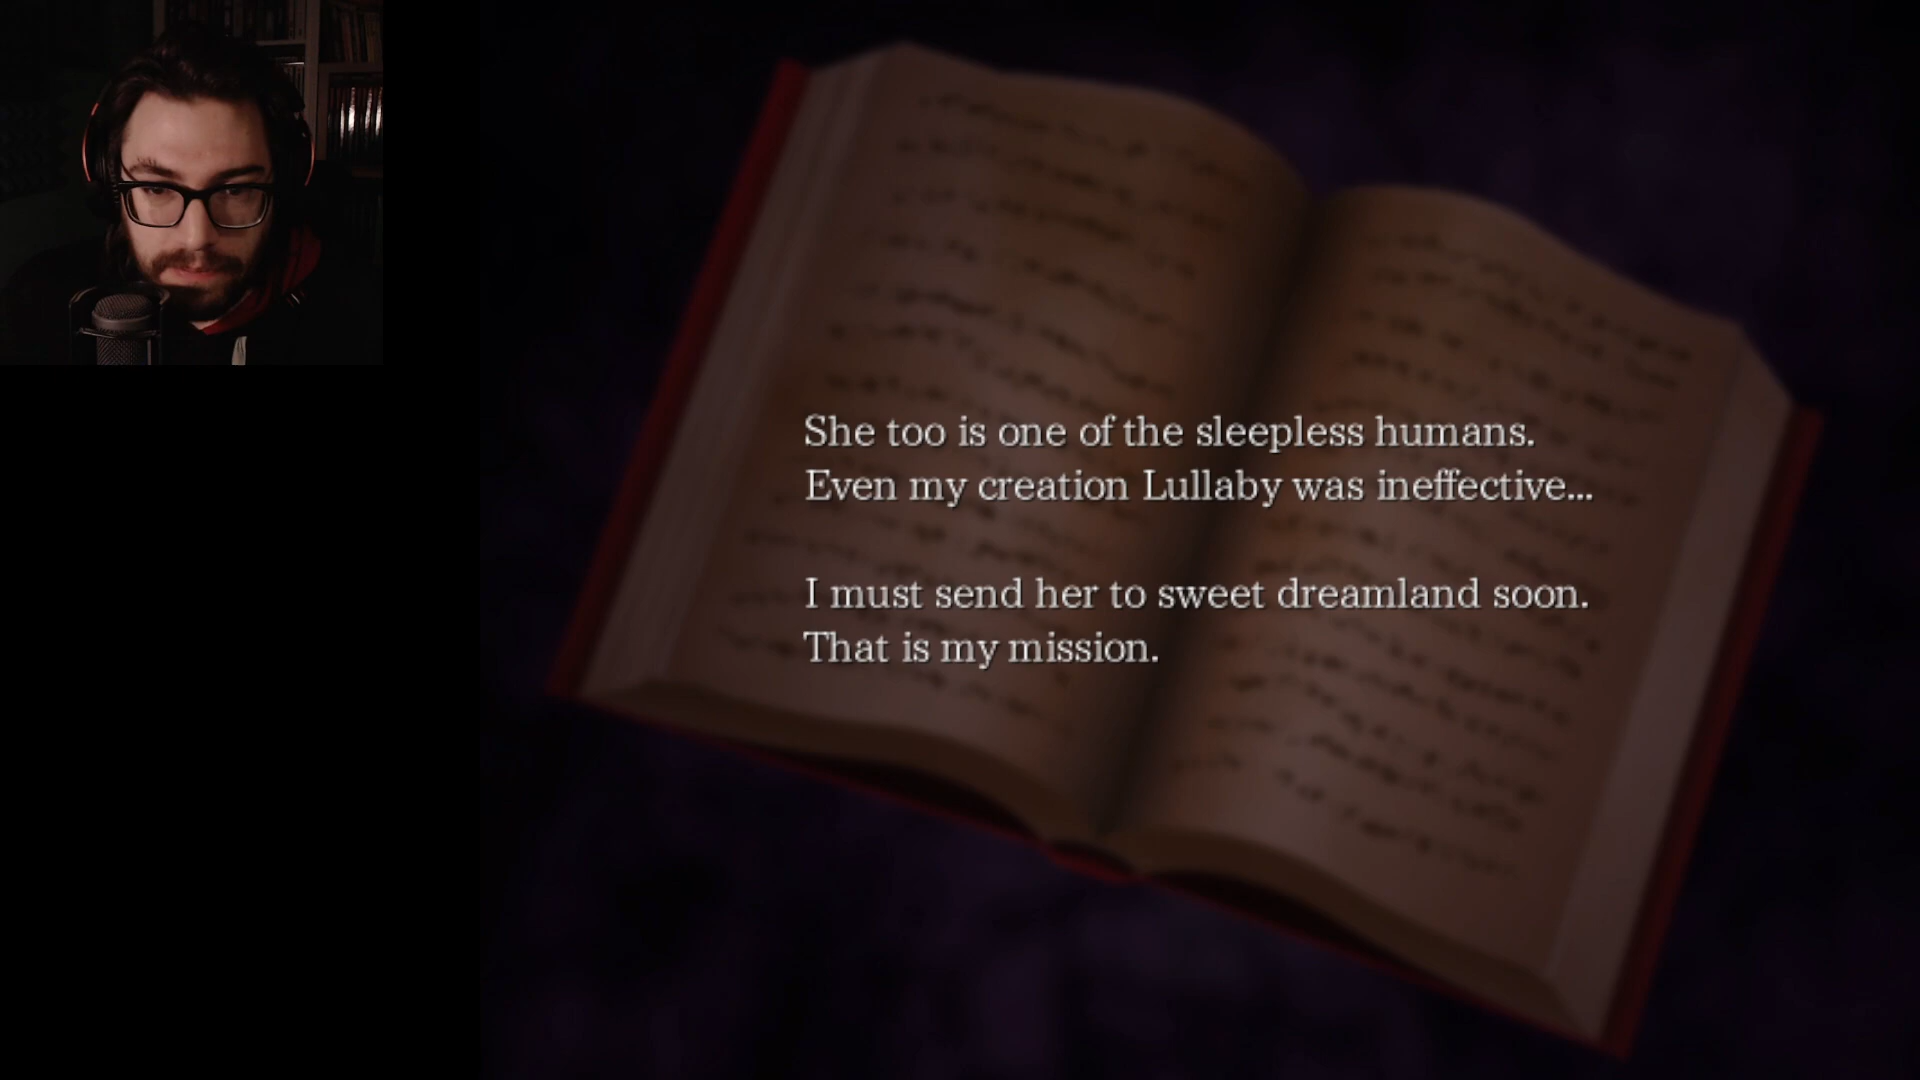 She too is one of the sleepless humans.
Even my creation Lullaby was ineffective...
I must send her to sweet dreamland soon.
That is my mission.